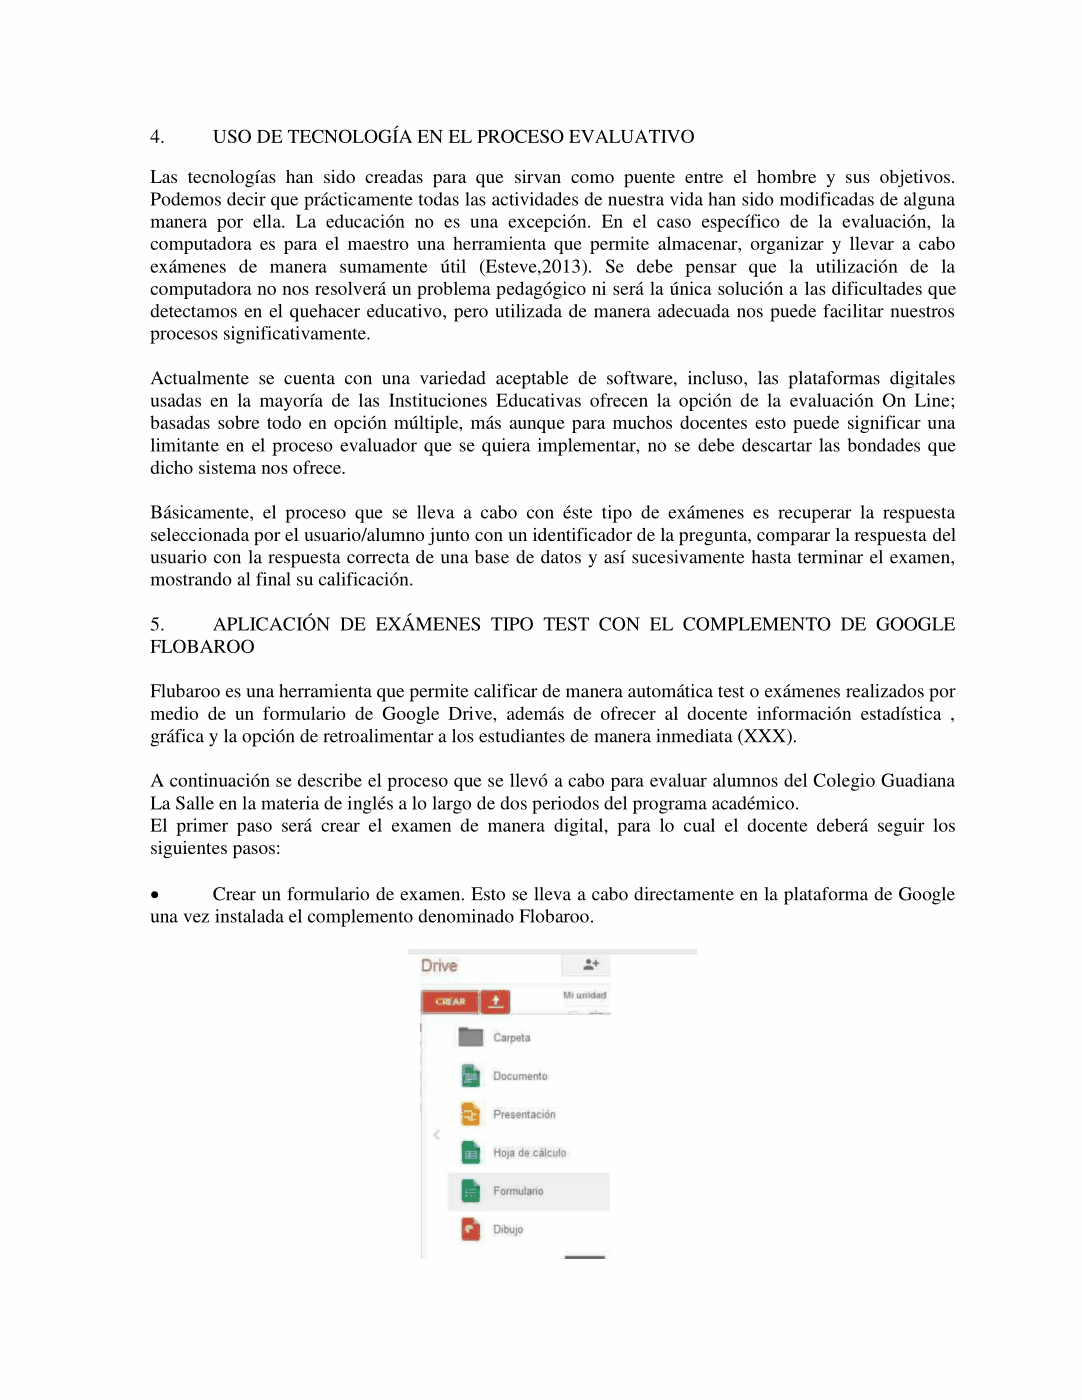 4. USO DE TECNOLOGÍA EN EL PROCESO EVALUATIVO
Las tecnologías han sido creadas para que sirvan como puente entre el hombre y sus objetivos.
Podemos decir que prácticamente todas las actividades de nuestra vida han sido modificadas de alguna
manera por ella. La educación no es una excepción. En el caso específico de la evaluación, la
computadora es para el maestro una herramienta que permite almacenar, organizar y llevar a cabo
exámenes de manera sumamente útil (Esteve,2013). Se debe pensar que la utilización de la
computadora no nos resolverá un problema pedagógico ni será la única solución a las dificultades que
detectamos en el quehacer educativo, pero utilizada de manera adecuada nos puede facilitar nuestros
procesos significativamente.
Actualmente se cuenta con una variedad aceptable de software, incluso, las plataformas digitales
usadas en la mayoría de las Instituciones Educativas ofrecen la opción de la evaluación On Line;
basadas sobre todo en opción múltiple, más aunque para muchos docentes esto puede significar una
limitante en el proceso evaluador que se quiera implementar, no se debe descartar las bondades que
dicho sistema nos ofrece.
Básicamente, el proceso que se lleva a cabo con éste tipo de exámenes es recuperar la respuesta
seleccionada por el usuario/alumno junto con un identificador de la pregunta, comparar la respuesta del
usuario con la respuesta correcta de una base de datos y así sucesivamente hasta terminar el examen,
mostrando al final su calificación.
5. APLICACIÓN DE EXÁMENES TIPO TEST CON EL COMPLEMENTO DE GOOGLE
FLOBAROO
Flubaroo es una herramienta que permite calificar de manera automática test o exámenes realizados por
medio de un formulario de Google Drive, además de ofrecer al docente información estadística ,
gráfica y la opción de retroalimentar a los estudiantes de manera inmediata (XXX).
A continuación se describe el proceso que se llevó a cabo para evaluar alumnos del Colegio Guadiana
La Salle en la materia de inglés a lo largo de dos periodos del programa académico.
El primer paso será crear el examen de manera digital, para lo cual el docente deberá seguir los
siguientes pasos:
• Crear un formulario de examen. Esto se lleva a cabo directamente en la plataforma de Google
una vez instalada el complemento denominado Flobaroo.
Drive
CREAR
Mi unidad
Carpeta
Documento
Presentación
Hoja de cálculo
Formulario
Dibujo